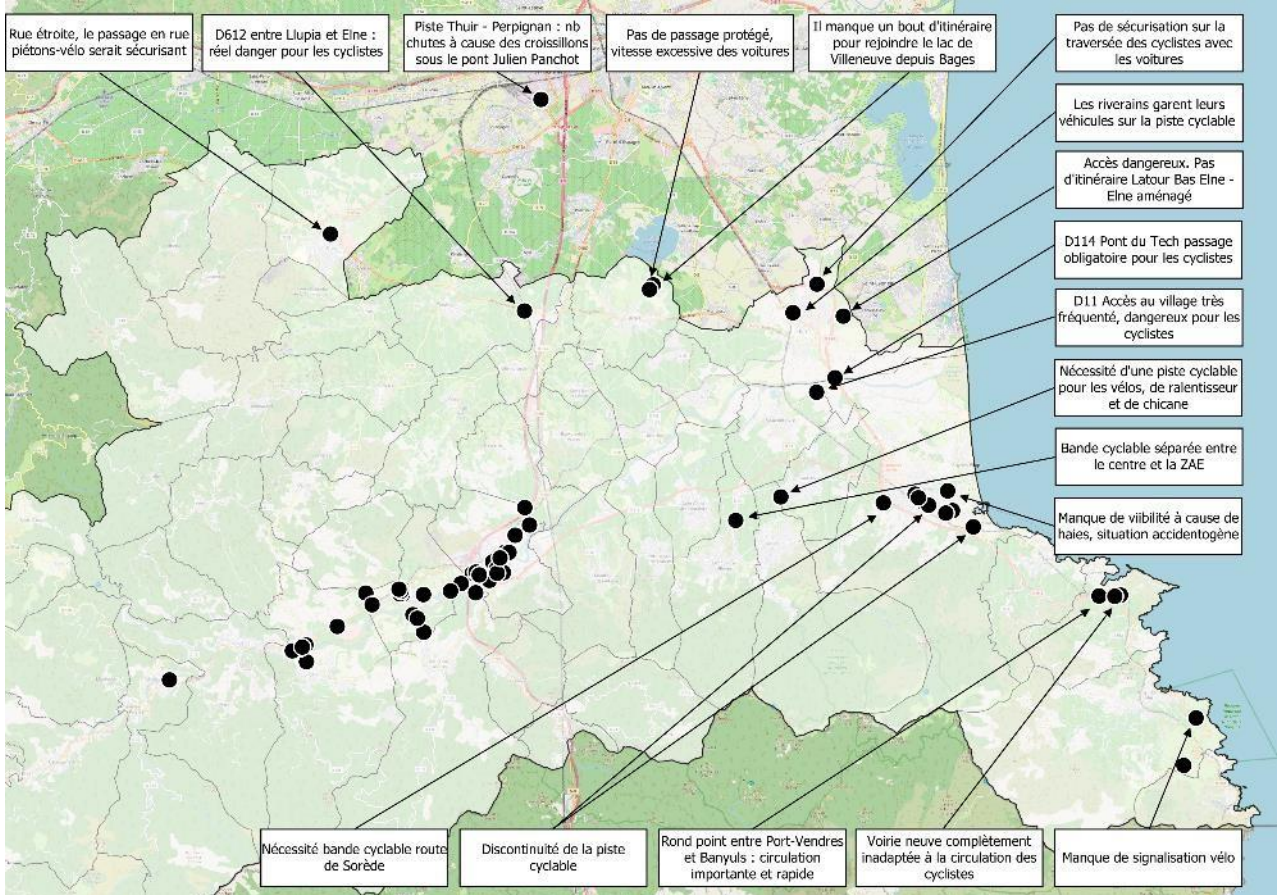 Rue étroite, le passage en rue
piétons-vélo serait sécurisant
D612 entre Llupia et Elne :
réel danger pour les cyclistes
Piste Thuir - Perpignan : nb
chutes à cause des croissillons
sous le pont Julien Panchot
Pas de passage protégé,
vitesse excessive des voitures
Il manque un bout d'itinéraire
pour rejoindre le lac de
Villeneuve depuis Bages
Pas de sécurisation sur la
traversée des cyclistes avec
les voitures
Les riverains garent leurs
véhicules sur la piste cyclable
Accès dangereux. Pas
d'itinéraire Latour Bas Elne -
Elne aménagé
D114 Pont du Tech passage
obligatoire pour les cyclistes
D11 Accès au village très
fréquenté, dangereux pour les
cyclistes
Nécessité d'une piste cyclable
pour les vélos, de ralentisseur
et de chicane
Bande cyclable séparée entre
le centre et la ZAE
Manque de viibilité à cause de
haies, situation accidentogène
Nécessité bande cyclable route
de Sorède
Discontinuité de la piste
cyclable
Rond point entre Port-Vendres
et Banyuls : circulation
importante et rapide
Voirie neuve complètement
inadaptée à la circulation des
cyclistes
Manque de signalisation vélo